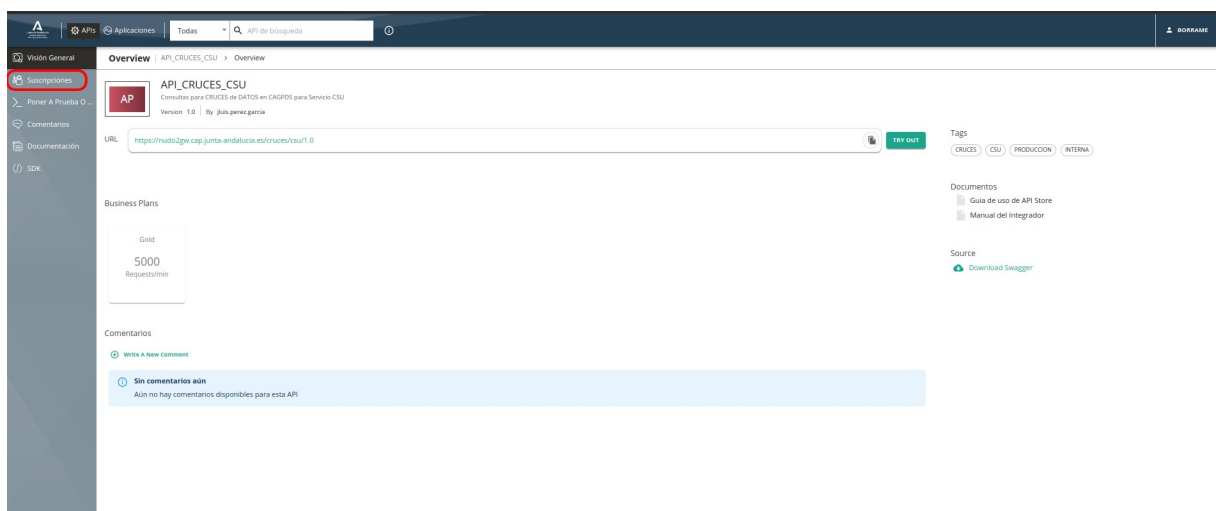 APIs
Aplicaciones
Todas
API de búsqueda
BORRAME
Visión General
Suscripciones
Poner A Prueba O ...
Comentarios
Documentación
SDK
Overview | API_CRUCES_CSU > Overview
AP
API_CRUCES_CSU
Consultas para CRUCES de DATOS en CAGPDS para Servicio CSU
Version 1.0 | By jluis.perez.garcia
URL
https://nudo2gw.cap.junta-andalucia.es/cruces/csu/1.0
TRY OUT
Business Plans
Gold
5000
Requests/min
Comentarios
Write A New Comment
Sin comentarios aún
Aún no hay comentarios disponibles para esta API
Tags
CRUCES CSU PRODUCCION INTERNA
Documentos
Guia de uso de API Store
Manual del Integrador
Source
Download Swagger